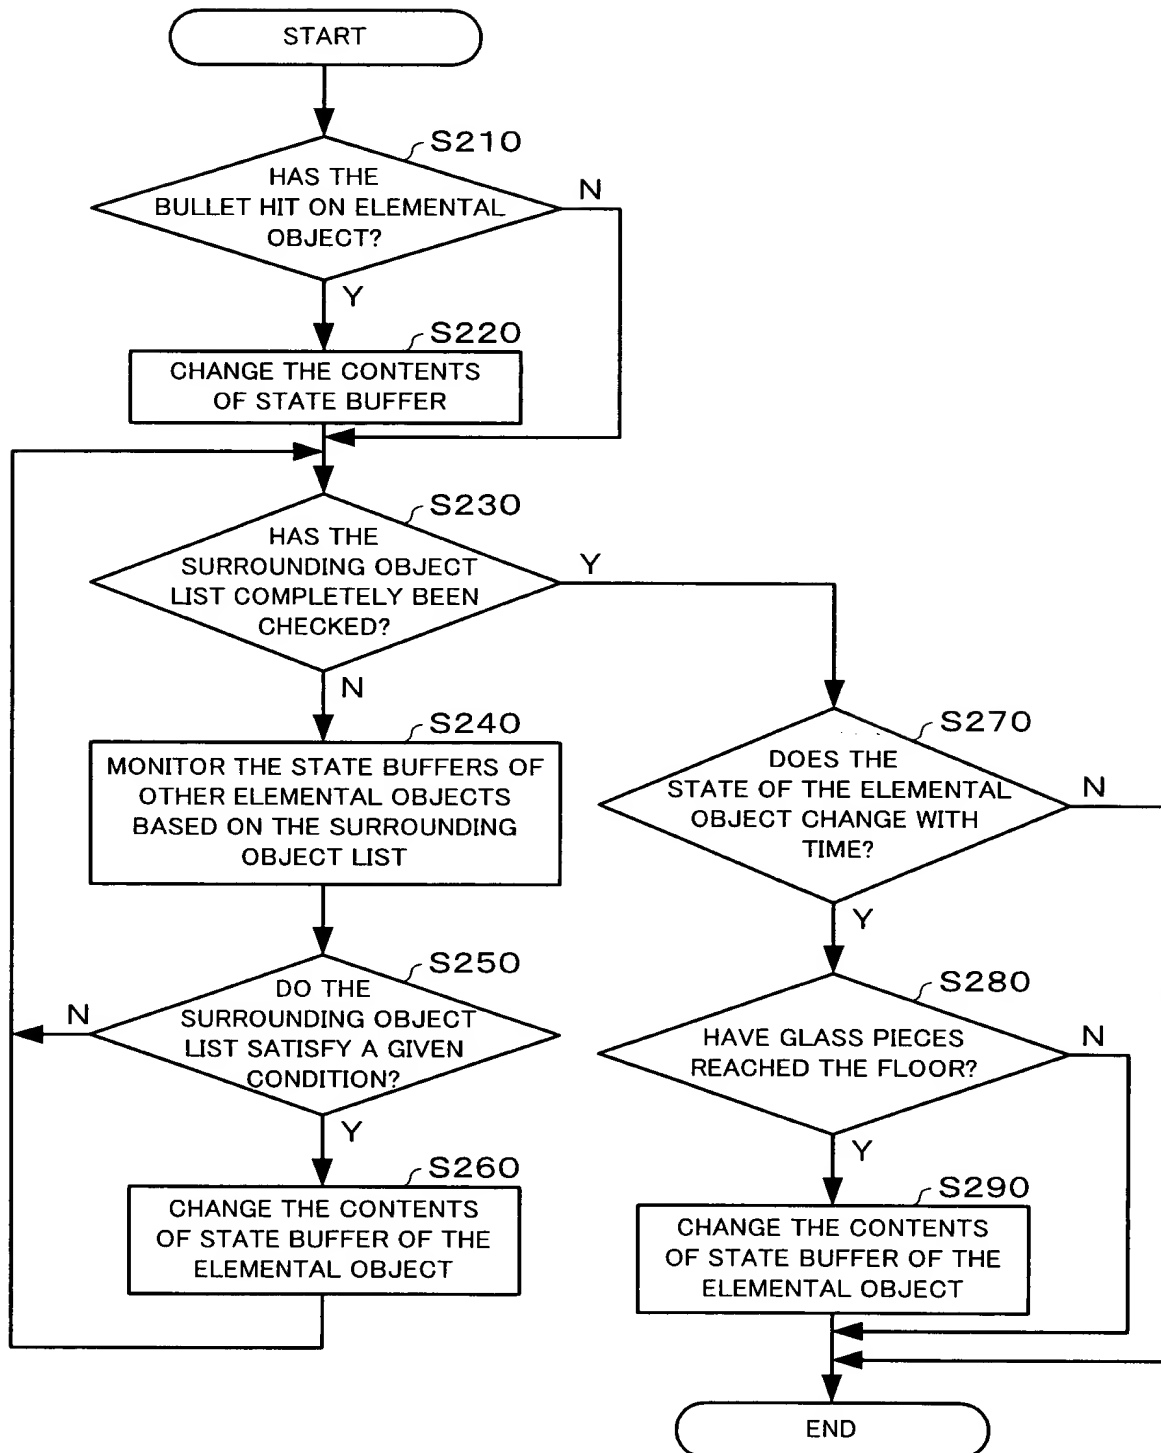 START
S210
HAS THE
BULLET HIT ON ELEMENTAL
OBJECT?
N
Y
S220
CHANGE THE CONTENTS
OF STATE BUFFER
S230
HAS THE
SURROUNDING OBJECT
LIST COMPLETELY BEEN
CHECKED?
Y
N
S240
MONITOR THE STATE BUFFERS OF
OTHER ELEMENTAL OBJECTS
BASED ON THE SURROUNDING
OBJECT LIST
S250
DO THE
SURROUNDING OBJECT
LIST SATISFY A GIVEN
CONDITION?
N
Y
S260
CHANGE THE CONTENTS
OF STATE BUFFER OF THE
ELEMENTAL OBJECT
S270
DOES THE
STATE OF THE ELEMENTAL
OBJECT CHANGE WITH
TIME?
N
Y
S280
HAVE GLASS PIECES
REACHED THE FLOOR?
N
Y
S290
CHANGE THE CONTENTS
OF STATE BUFFER OF THE
ELEMENTAL OBJECT
END